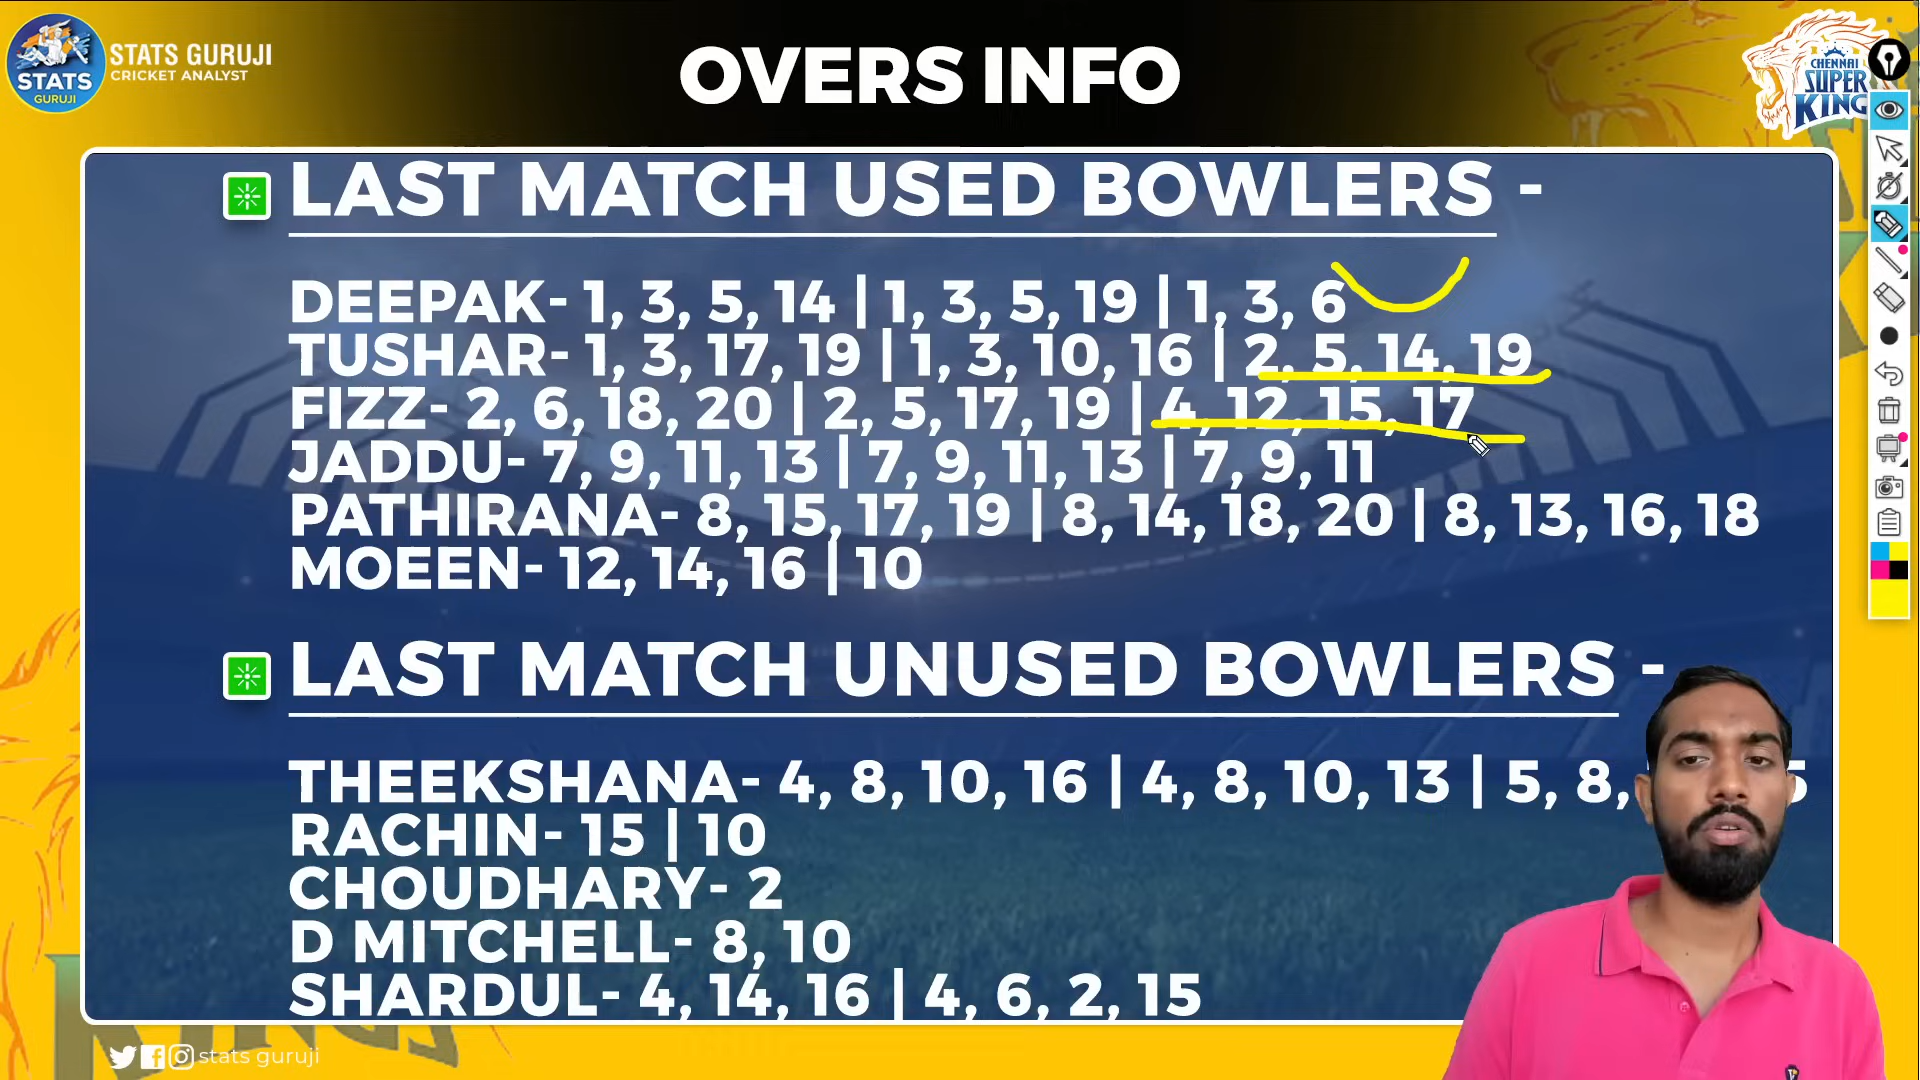 STATS GURUJI
CRICKET ANALYST
STATS
GURUJI
OVERS INFO
CHENNAI
SUPER
KING
LAST MATCH USED BOWLERS -
DEEPAK- 1, 3, 5, 14 | 1, 3, 5, 19 | 1, 3, 6
TUSHAR- 1, 3, 17, 19 | 1, 3, 10, 16 | 2, 5, 14, 19
FIZZ- 2, 6, 18, 20 | 2, 5, 17, 19 | 4, 12, 15, 17
JADDU- 7, 9, 11, 13 | 7, 9, 11, 13 | 7, 9, 11
PATHIRANA- 8, 15, 17, 19 | 8, 14, 18, 20 | 8, 13, 16, 18
MOEEN- 12, 14, 16 | 10
LAST MATCH UNUSED BOWLERS -
THEEKSHANA- 4, 8, 10, 16 | 4, 8, 10, 13 | 5, 8,
RACHIN- 15 | 10
CHOUDHARY- 2
D MITCHELL- 8, 10
SHARDUL- 4, 14, 16 | 4, 6, 2, 15
stats guruji